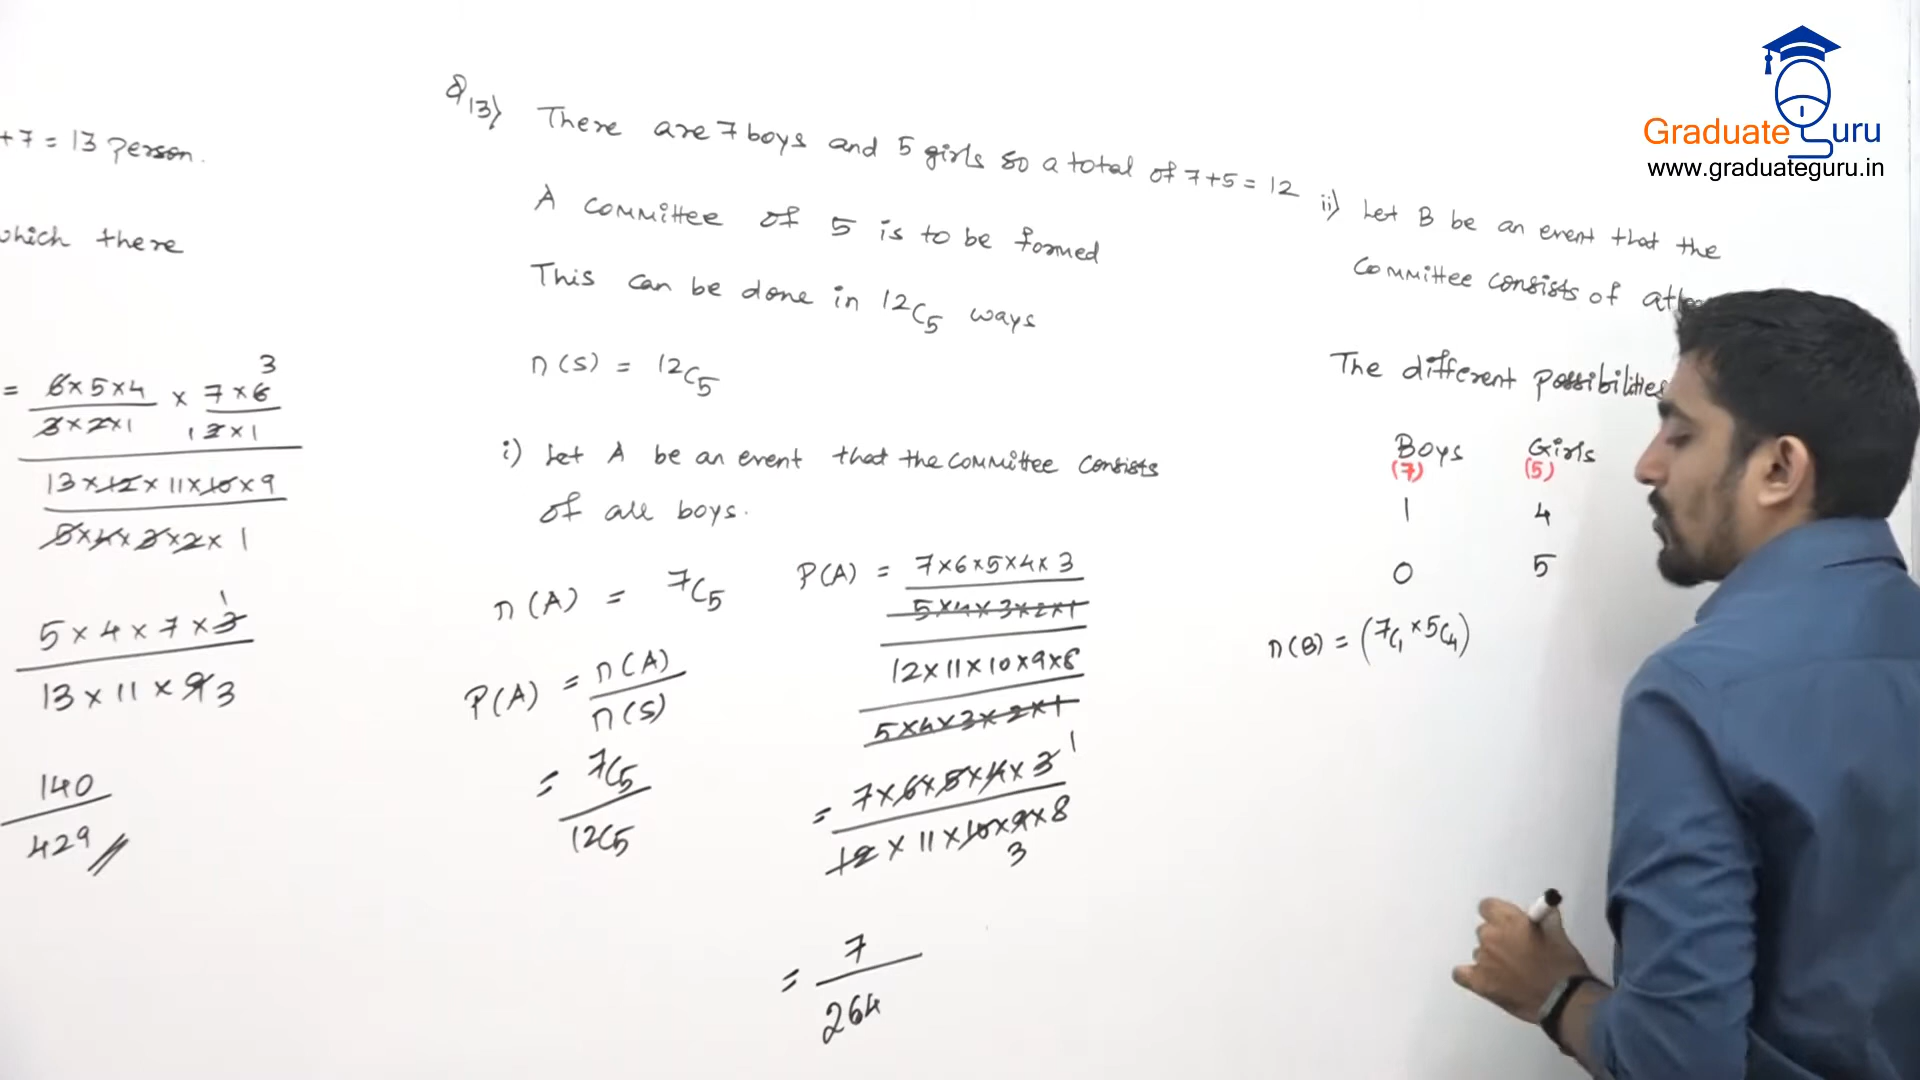 +7 = 13 person.
which there
= 6×5×4 × 7×6 3
3×2×1 12×1
13×12×11×10×9
5×4×3×2×1
5×4×7×3 1
13×11×9 3
140
429
Q13} There are 7 boys and 5 girls so a total of 7+5 = 12
A committee of 5 is to be formed
This can be done in 12C5 ways
n(S) = 12C5
i) Let A be an event that the committee consists
of all boys.
n(A) = 7C5
P(A) = n(A)
n(S)
= 7C5
12C5
P(A) = 7×6×5×4×3
5×4×3×2×1
12×11×10×9×8
5×4×3×2×1
= 7×6×5×4×3 1
12×11×10×9×8
3
= 7
264
ii) Let B be an event that the
committee consists of
The different possibilities
Boys Girls
(7) (5)
1 4
0 5
n(B) = (7C1 × 5C4)
Graduate Guru
www.graduateguru.in